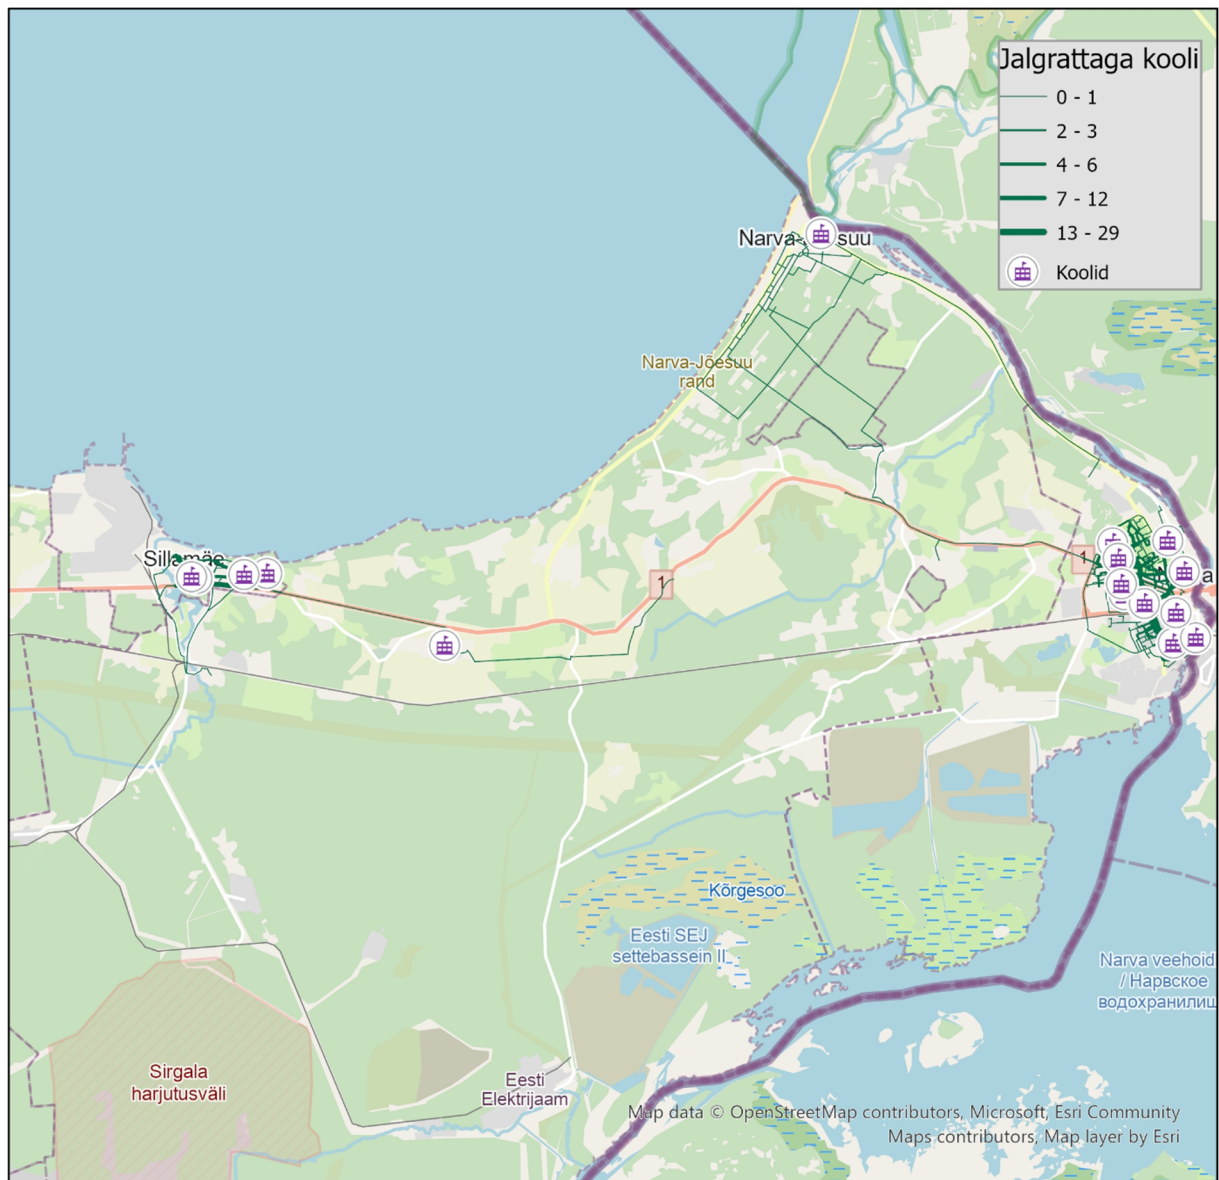 Jalgrattaga kooli
0 - 1
2 - 3
4 - 6
7 - 12
13 - 29
Koolid
Narva-Jõesuu
rand
Sillamäe
1
1
Kõrgesoo
Eesti SEJ
settebassein II
Narva veehoid
/ Нарвское
водохранилищ
Sirgala
harjutusväli
Eesti
Elektrijaam
Map data © OpenStreetMap contributors, Microsoft, Esri Community
Maps contributors, Map layer by Esri